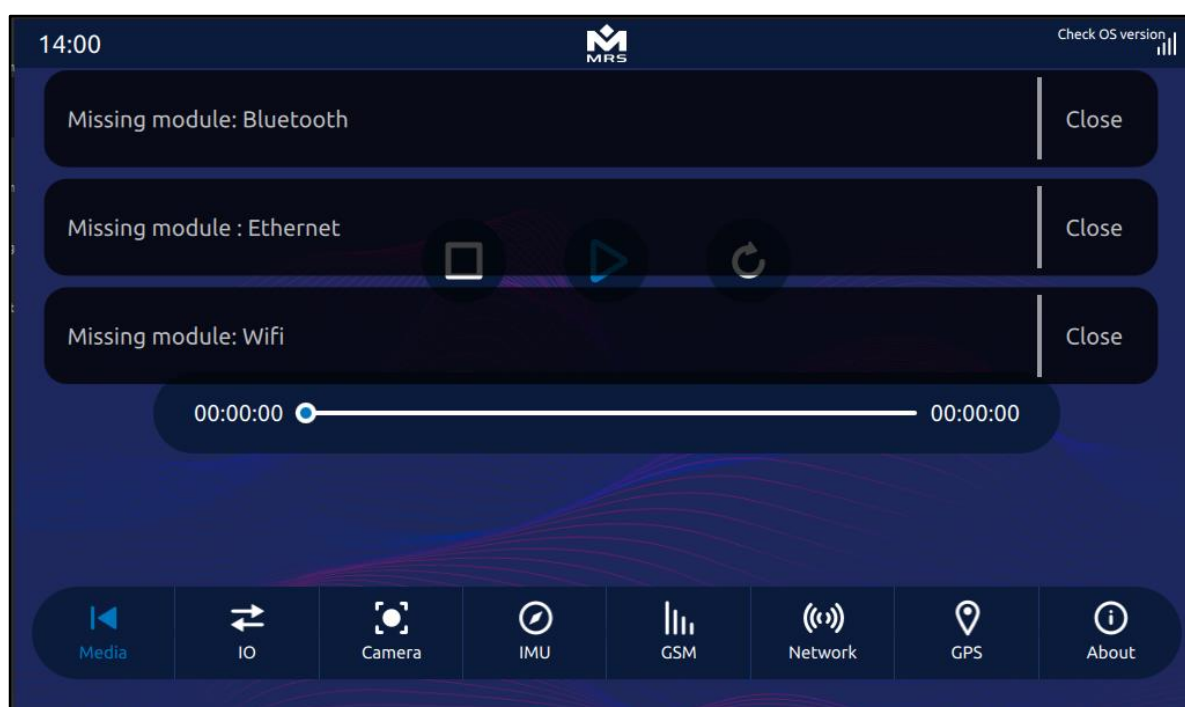 14:00
MRS
Check OS version
Missing module: Bluetooth
Close
Missing module : Ethernet
Close
Missing module: Wifi
Close
00:00:00
00:00:00
Media
IO
Camera
IMU
GSM
Network
GPS
About